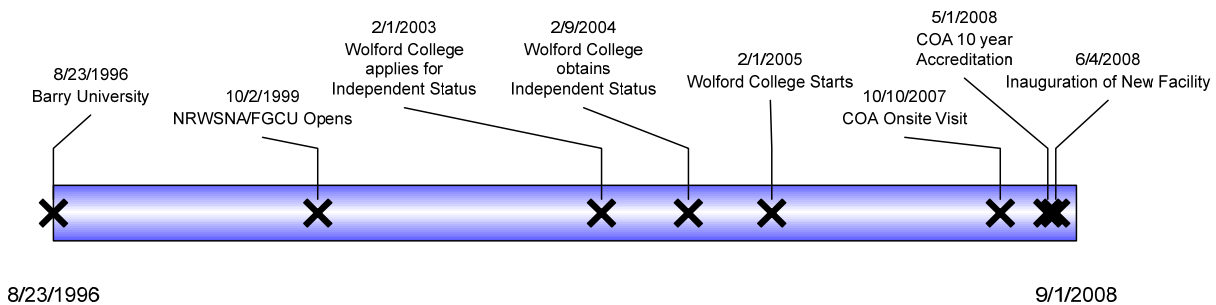 8/23/1996
Barry University
10/2/1999
NRWSNA/FGCU Opens
2/1/2003
Wolford College
applies for
Independent Status
2/9/2004
Wolford College
obtains
Independent Status
2/1/2005
Wolford College Starts
10/10/2007
COA Onsite Visit
5/1/2008
COA 10 year
Accreditation
6/4/2008
Inauguration of New Facility
8/23/1996
9/1/2008